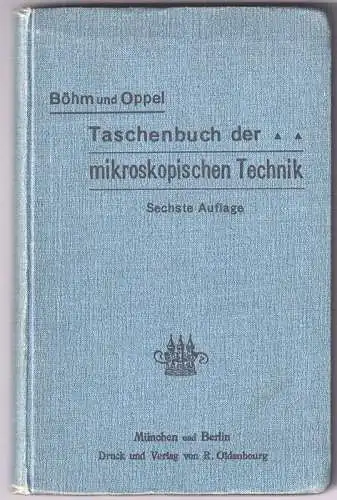 Böhm und Oppel
Taschenbuch der ▲ ▲
mikroskopischen Technik
Sechste Auflage
München und Berlin
Druck und Verlag von R. Oldenbourg